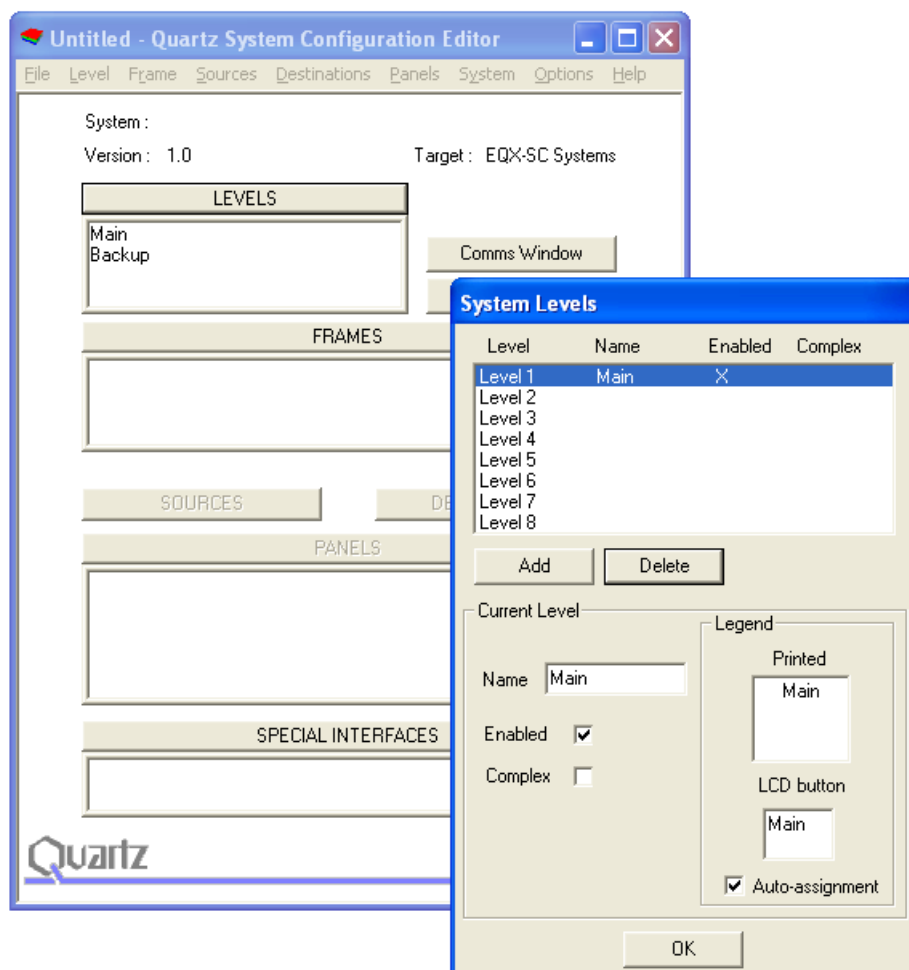 Untitled - Quartz System Configuration Editor
File Level Frame Sources Destinations Panels System Options Help
System :
Version : 1.0 Target : EQX-SC Systems
LEVELS
Main
Backup
Comms Window
FRAMES
SOURCES
PANELS
SPECIAL INTERFACES
Quartz
System Levels
Level Name Enabled Complex
Level 1 Main X
Level 2
Level 3
Level 4
Level 5
Level 6
Level 7
Level 8
Add Delete
Current Level
Name Main
Enabled
Complex
Legend
Printed
Main
LCD button
Main
Auto-assignment
OK